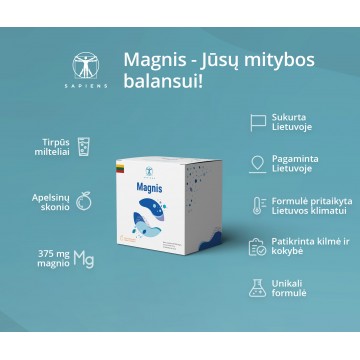 Magnis - Jūsų mitybos
balansui!
SAPIENS
Tirpūs
milteliai
Apelsinų
skonio
375 mg
magnio
Mg
Magnis
Sukurta
Lietuvoje
Pagaminta
Lietuvoje
Formulė pritaikyta
Lietuvos klimatui
Patikrinta kilmė ir
kokybė
Unikali
formulė